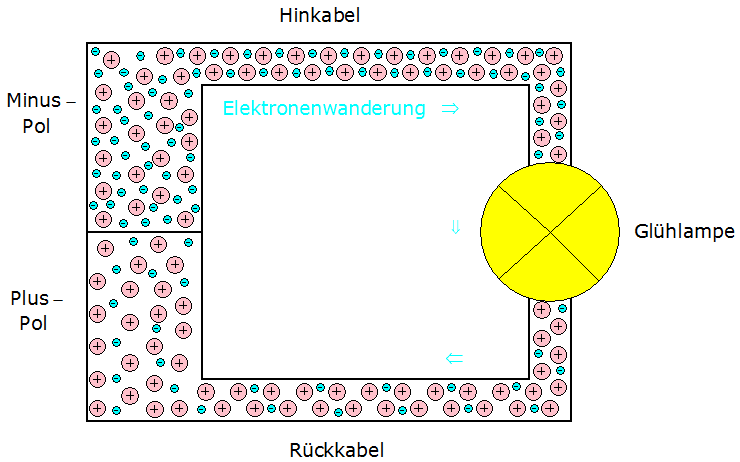 Hinkabel
Elektronenwanderung ⇒
Minus –
Pol
⇓
Glühlampe
Plus –
Pol
⇐
Rückkabel